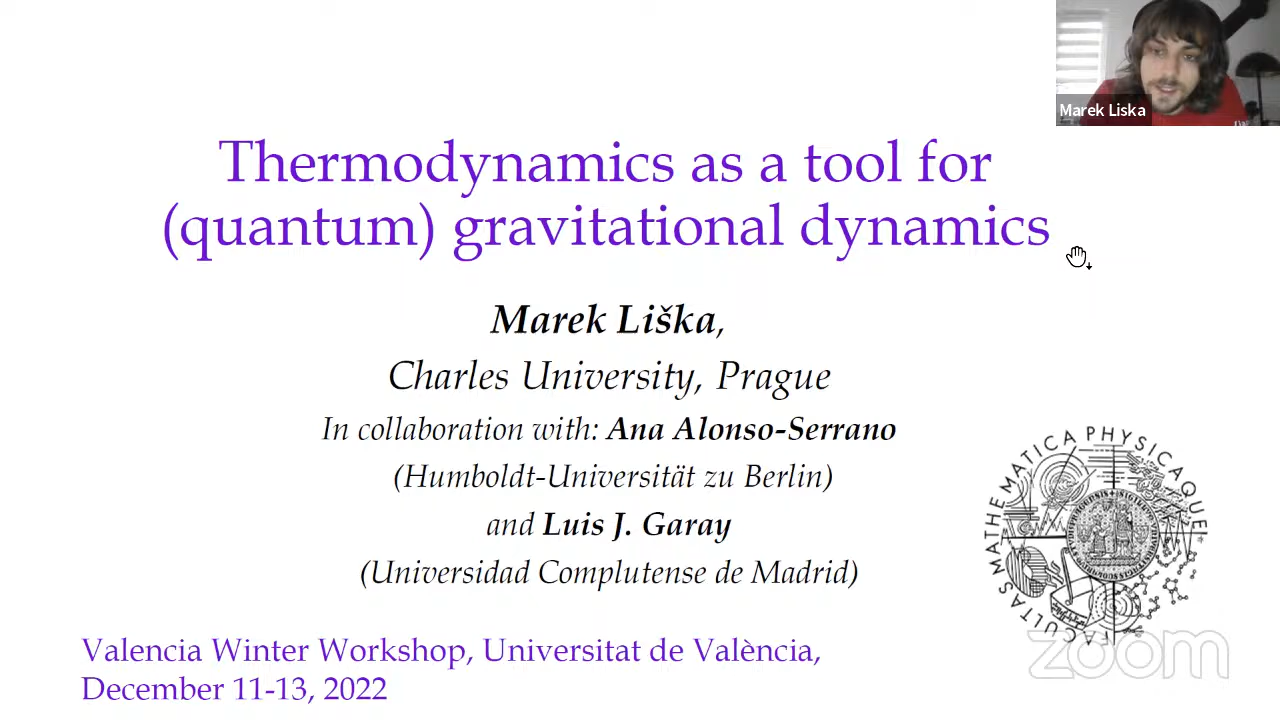 Marek Liska
Thermodynamics as a tool for
(quantum) gravitational dynamics
Marek Liška,
Charles University, Prague
In collaboration with: Ana Alonso-Serrano
(Humboldt-Universität zu Berlin)
and Luis J. Garay
(Universidad Complutense de Madrid)
FACULTAS MATHEMATICA PHYSICAQUE
zoom
Valencia Winter Workshop, Universitat de València,
December 11-13, 2022